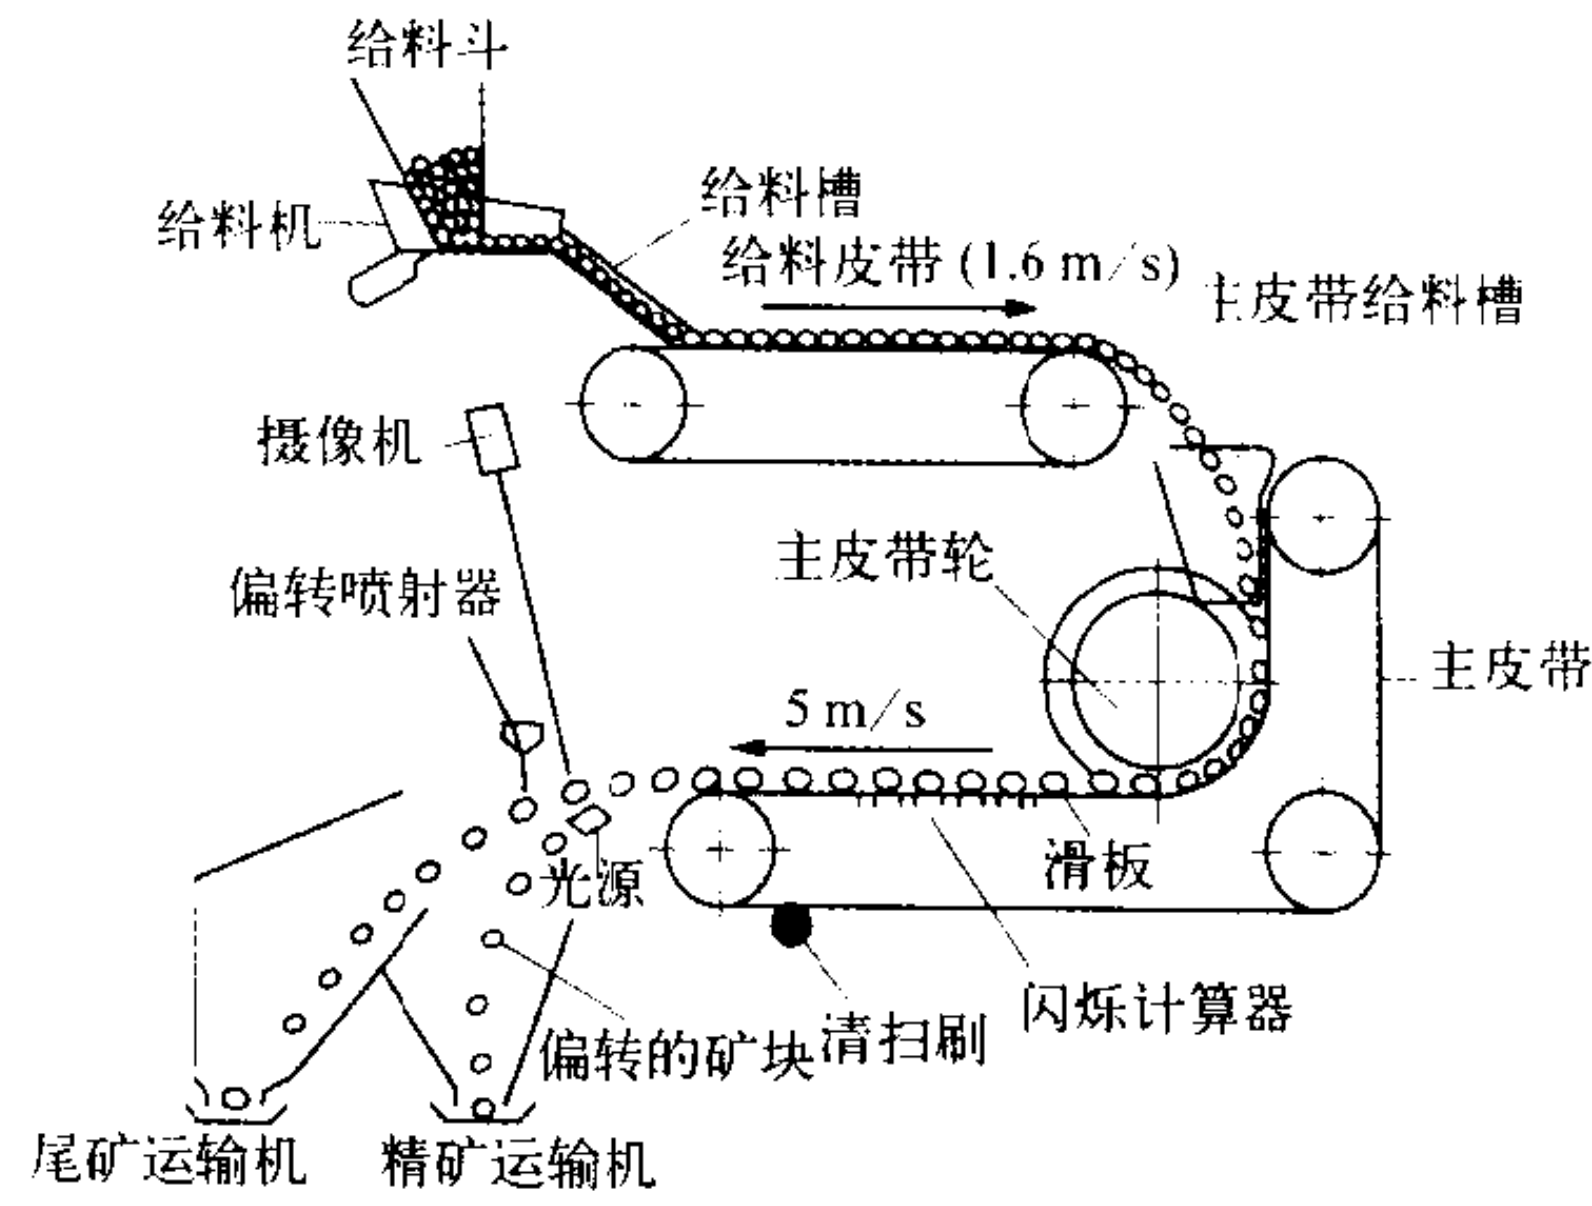 给料斗
给料槽
给料机
给料皮带 (1.6 m/s)
主皮带给料槽
摄像机
主皮带轮
偏转喷射器
主皮带
5 m/s
光源
滑板
闪烁计算器
清扫刷
偏转的矿块
尾矿运输机
精矿运输机